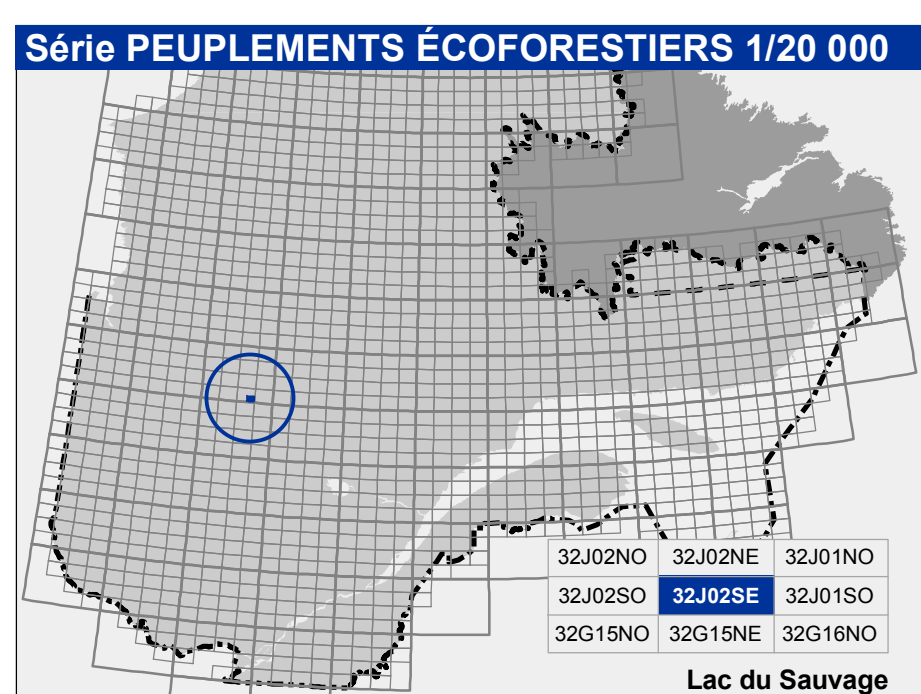 Série PEUPLEMENTS ÉCOFORESTIERS 1/20 000
32J02NO 32J02NE 32J01NO
32J02SO 32J02SE 32J01SO
32G15NO 32G15NE 32G16NO
Lac du Sauvage